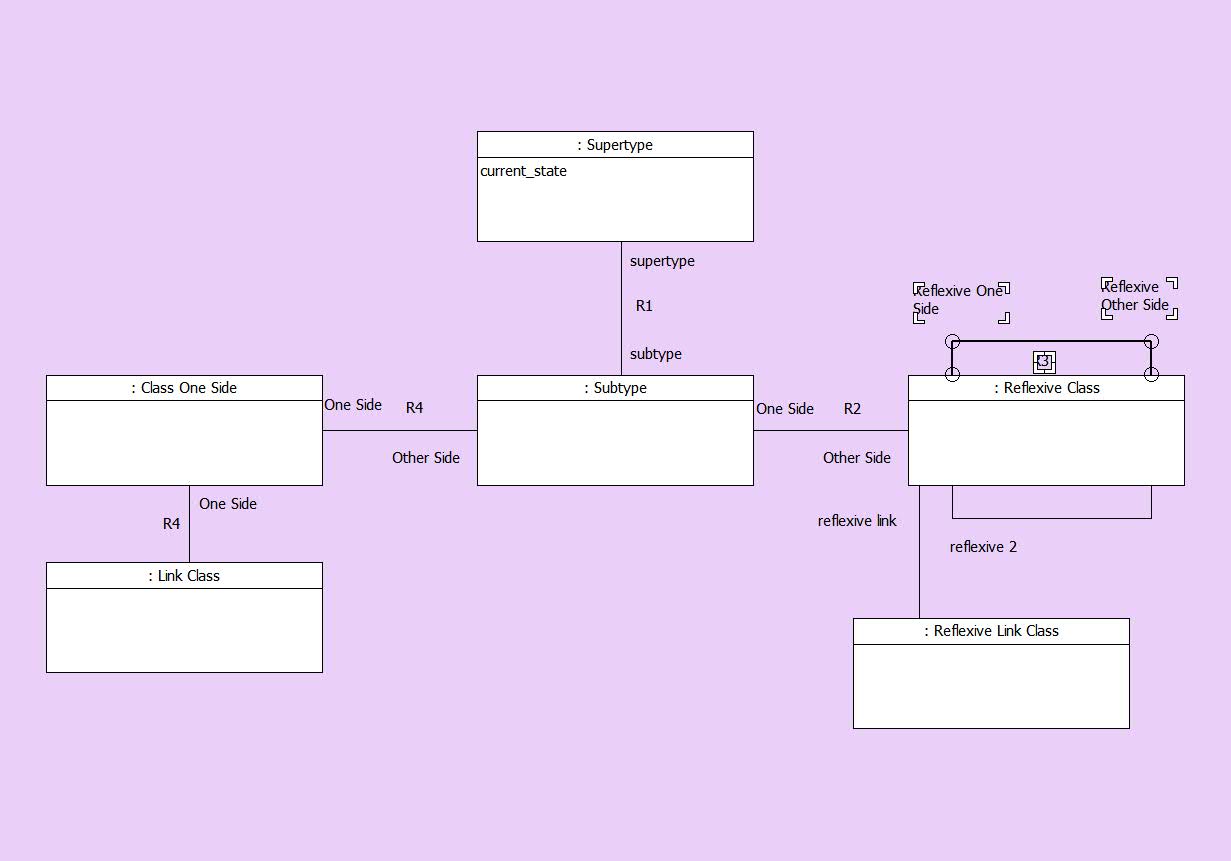 : Supertype
current_state
supertype
R1
subtype
Reflexive One
Side
Reflexive
Other Side
R3
: Class One Side
One Side
R4
Other Side
: Subtype
One Side
R2
Other Side
: Reflexive Class
One Side
R4
: Link Class
reflexive link
reflexive 2
: Reflexive Link Class